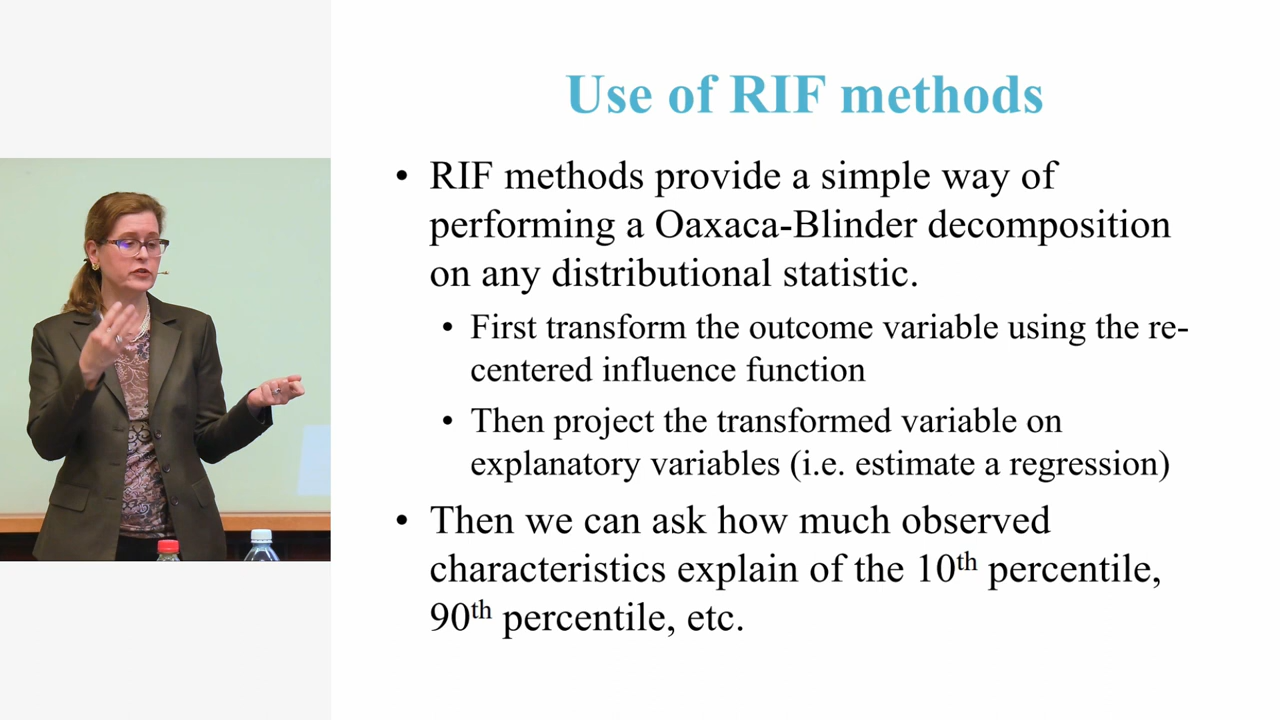 Use of RIF methods
• RIF methods provide a simple way of
performing a Oaxaca-Blinder decomposition
on any distributional statistic.
• First transform the outcome variable using the re-
centered influence function
• Then project the transformed variable on
explanatory variables (i.e. estimate a regression)
• Then we can ask how much observed
characteristics explain of the 10th percentile,
90th percentile, etc.